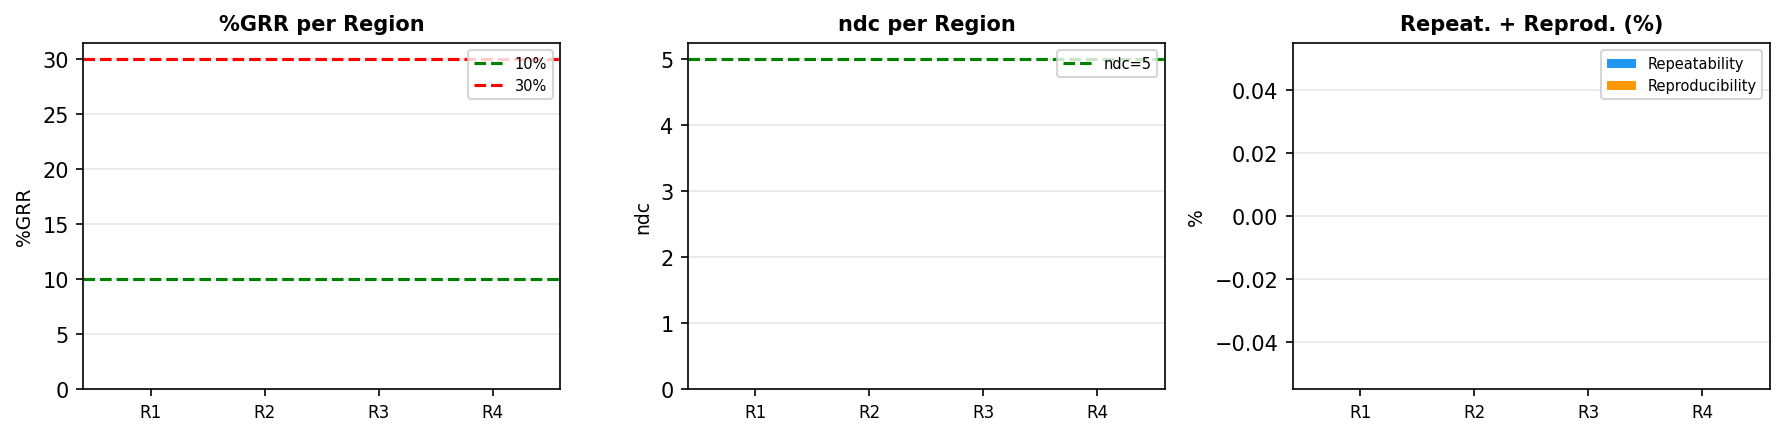 %GRR per Region
%GRR
30
25
20
15
10
5
0
R1 R2 R3 R4
10%
30%
ndc per Region
ndc
5
4
3
2
1
0
R1 R2 R3 R4
ndc=5
Repeat. + Reprod. (%)
%
0.04
0.02
0.00
−0.02
−0.04
R1 R2 R3 R4
Repeatability
Reproducibility